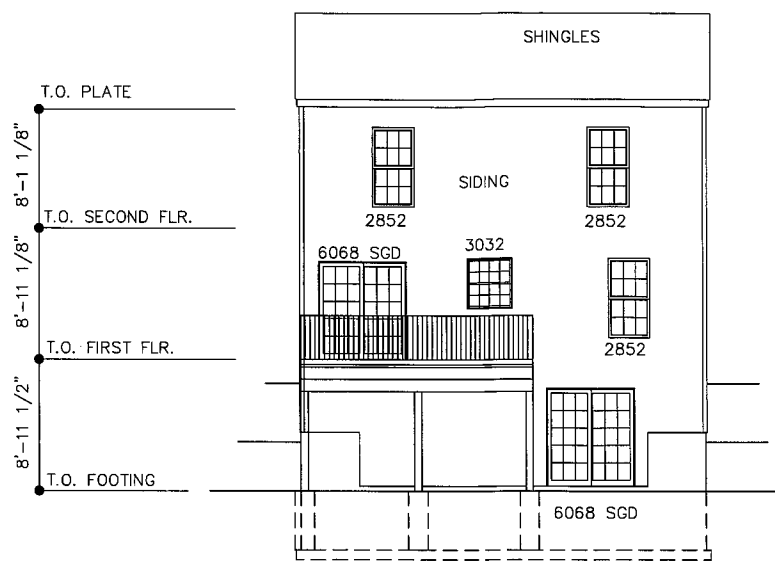 SHINGLES
T.O. PLATE
8'-1 1/8"
SIDING
T.O. SECOND FLR.
2852
2852
6068 SGD
3032
8'-11 1/8"
2852
T.O. FIRST FLR.
8'-11 1/2"
T.O. FOOTING
6068 SGD